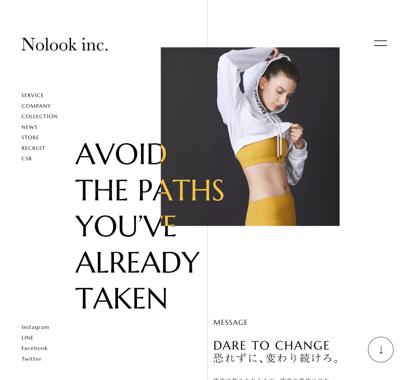 Nolook inc.
SERVICE
COMPANY
COLLECTION
NEWS
STORE
RECRUIT
CSR
AVOID
THE PATHS
YOU'VE
ALREADY
TAKEN
Instagram
LINE
Facebook
Twitter
MESSAGE
DARE TO CHANGE
恐れずに、変わり続けろ。